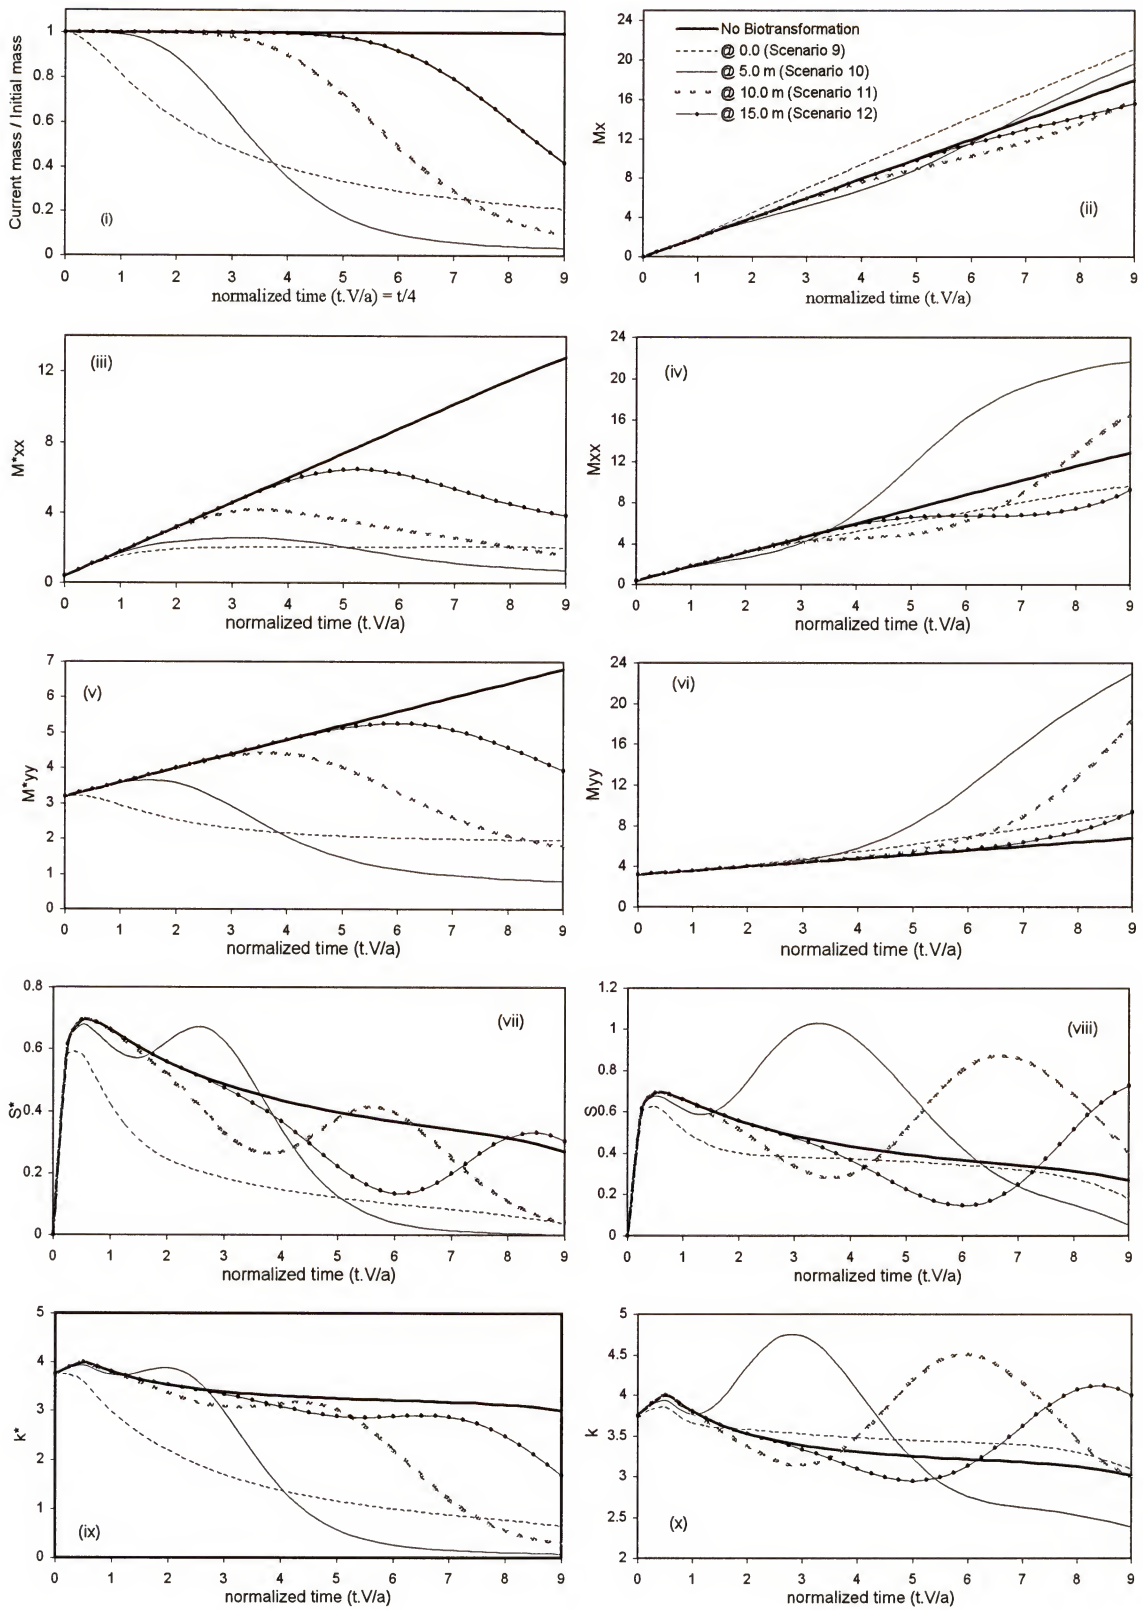 Current mass / Initial mass
1
0.8
0.6
0.4
0.2
0
(i)
0 1 2 3 4 5 6 7 8 9
normalized time (t.V/a) = t/4
Mx
24
20
16
12
8
4
0
No Biotransformation
@ 0.0 (Scenario 9)
@ 5.0 m (Scenario 10)
@ 10.0 m (Scenario 11)
@ 15.0 m (Scenario 12)
(ii)
0 1 2 3 4 5 6 7 8 9
normalized time (t.V/a)
M*xx
12
8
4
0
(iii)
0 1 2 3 4 5 6 7 8 9
normalized time (t.V/a)
Mxx
24
20
16
12
8
4
0
(iv)
0 1 2 3 4 5 6 7 8 9
normalized time (t.V/a)
M*yy
7
6
5
4
3
2
1
0
(v)
0 1 2 3 4 5 6 7 8 9
normalized time (t.V/a)
Myy
24
20
16
12
8
4
0
(vi)
0 1 2 3 4 5 6 7 8 9
normalized time (t.V/a)
S*
0.8
0.6
0.4
0.2
0
(vii)
0 1 2 3 4 5 6 7 8 9
normalized time (t.V/a)
S
1.2
1
0.8
0.6
0.4
0.2
0
(viii)
0 1 2 3 4 5 6 7 8 9
normalized time (t.V/a)
k*
5
4
3
2
1
0
(ix)
0 1 2 3 4 5 6 7 8 9
normalized time (t.V/a)
k
5
4.5
4
3.5
3
2.5
2
(x)
0 1 2 3 4 5 6 7 8 9
normalized time (t.V/a)